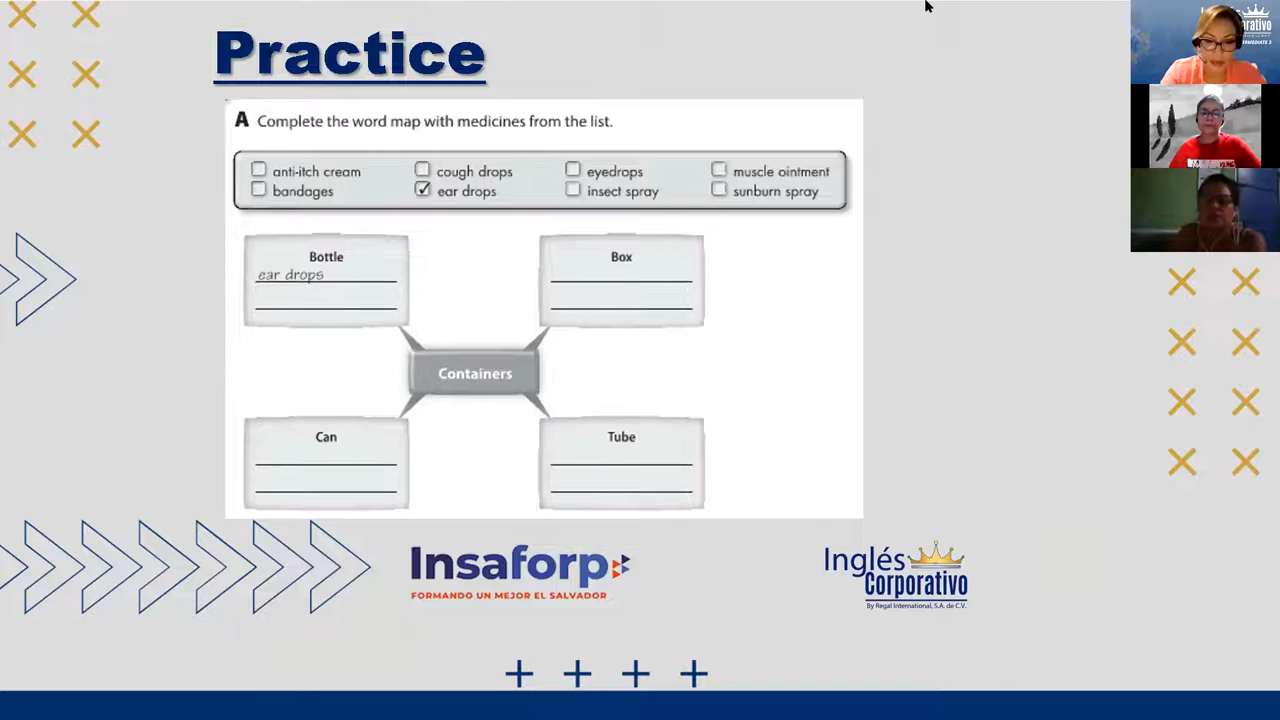 Practice
A Complete the word map with medicines from the list.
anti-itch cream cough drops eyedrops muscle ointment
bandages ear drops insect spray sunburn spray
Bottle
ear drops
Box
Containers
Can
Tube
Insaforp
FORMANDO UN MEJOR EL SALVADOR
Inglés
Corporativo
By Regal International, S.A. de C.V.